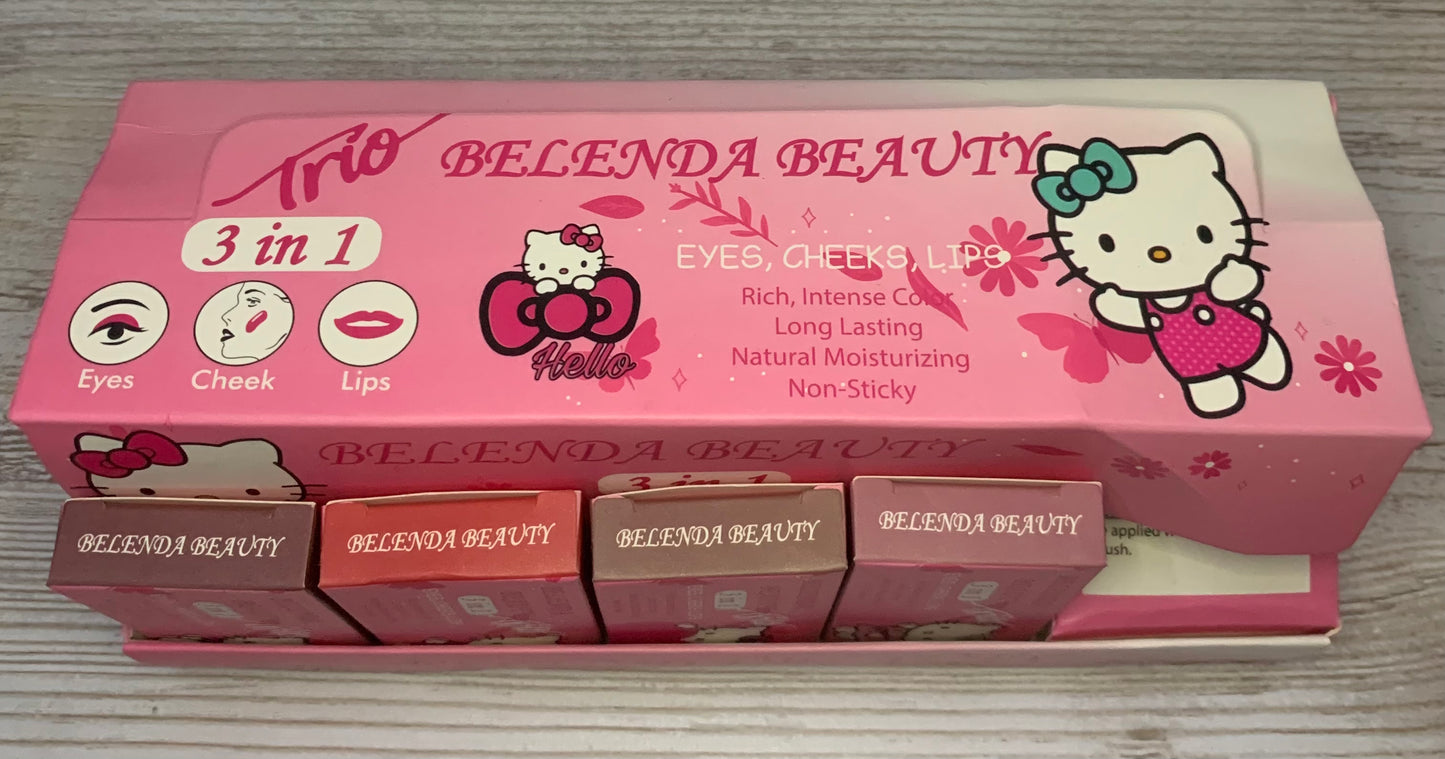 Trio
BELENDA BEAUTY
3 in 1
EYES, CHEEKS, LIPS
Rich, Intense Color
Long Lasting
Natural Moisturizing
Non-Sticky
Eyes
Cheek
Lips
Hello
BELENDA BEAUTY
3 in 1
BELENDA BEAUTY
BELENDA BEAUTY
BELENDA BEAUTY
BELENDA BEAUTY
applied